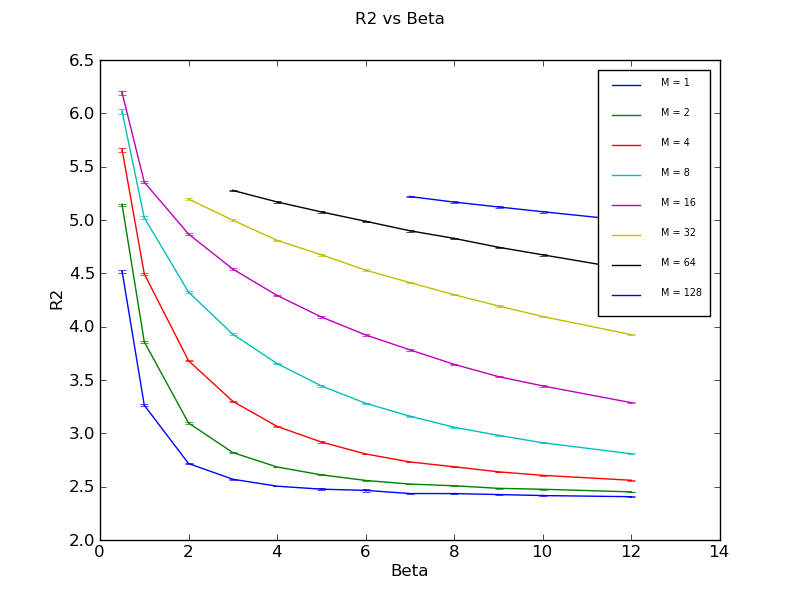 R2 vs Beta
6.5
6.0
5.5
5.0
4.5
4.0
3.5
3.0
2.5
2.0
R2
0 2 4 6 8 10 12 14
Beta
M = 1
M = 2
M = 4
M = 8
M = 16
M = 32
M = 64
M = 128